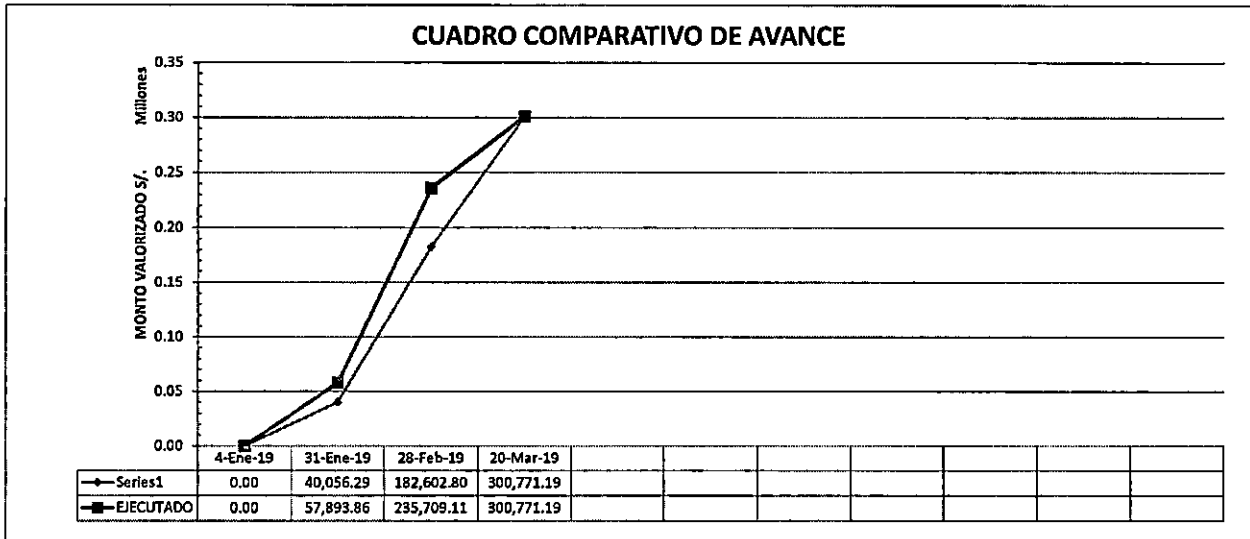 CUADRO COMPARATIVO DE AVANCE
Millones
MONTO VALORIZADO S/.
0.35
0.30
0.25
0.20
0.15
0.10
0.05
0.00
4-Ene-19 31-Ene-19 28-Feb-19 20-Mar-19
Series1 0.00 40,056.29 182,602.80 300,771.19
EJECUTADO 0.00 57,893.86 235,709.11 300,771.19